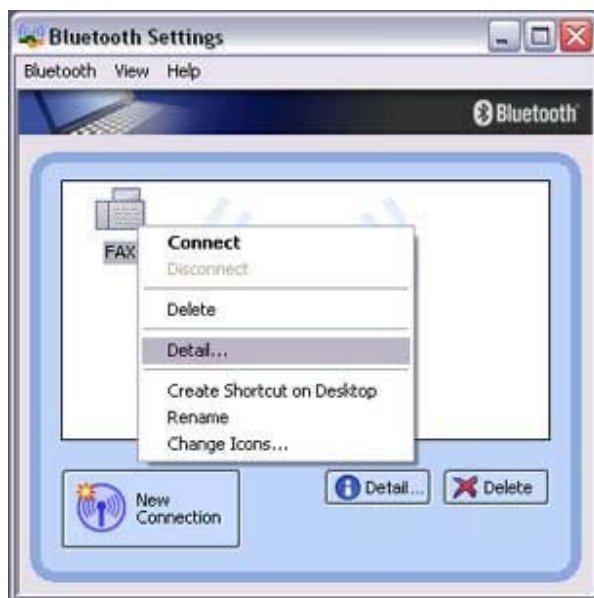 Bluetooth Settings
Bluetooth View Help
Bluetooth
FAX
Connect
Disconnect
Delete
Detail...
Create Shortcut on Desktop
Rename
Change Icons...
New
Connection
Detail...
Delete